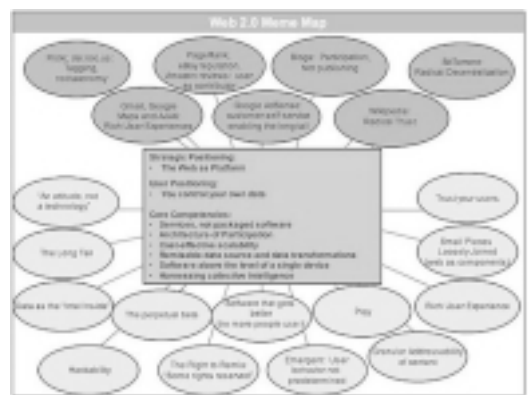 Web 2.0 Meme Map
Flickr, del.icio.us:
Tagging,
not taxonomy
PageRank,
eBay reputation,
Amazon reviews: user
as contributor
Blogs: Participation,
Not publishing
BitTorrent:
Radical Decentralization
Gmail, Google
Maps and AJAX:
Rich User Experiences
Google AdSense:
customer self-service
enabling the long tail
Wikipedia:
Radical Trust
Strategic Positioning:
- The Web as Platform
User Positioning:
- You control your own data
Core Competencies:
- Services, not packaged software
- Architecture of Participation
- Cost-effective scalability
- Remixable data source and data transformations
- Software above the level of a single device
- Harnessing collective intelligence
"An attitude, not
a technology"
Trust your users
The Long Tail
Small Pieces
Loosely Joined
(web as components)
Data as the "Intel Inside"
The perpetual beta
Software that gets
better
the more people use it
Play
Rich User Experience
Granular Addressability
of content
Hackability
The Right to Remix
"Some rights reserved"
Emergent: User
behavior not
predetermined